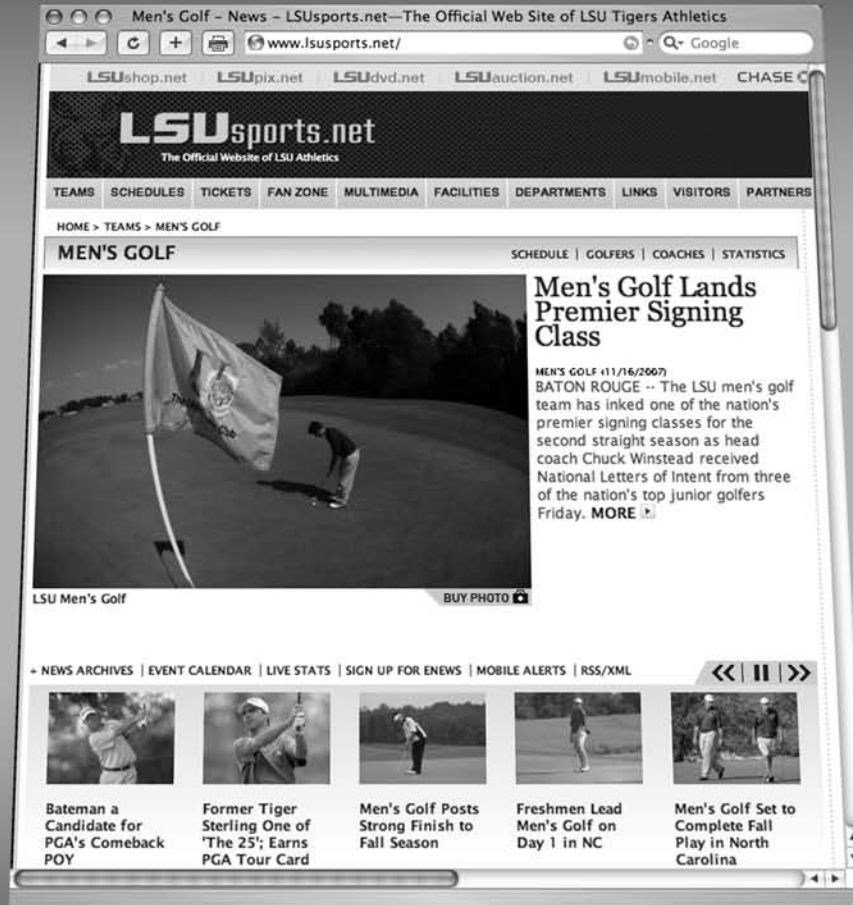 Men's Golf – News – LSUsports.net—The Official Web Site of LSU Tigers Athletics
www.lsusports.net/
Google
LSUshop.net LSUpix.net LSUdvd.net LSUauction.net LSUmobile.net CHASE
LSUsports.net
The Official Website of LSU Athletics
TEAMS SCHEDULES TICKETS FAN ZONE MULTIMEDIA FACILITIES DEPARTMENTS LINKS VISITORS PARTNERS
HOME > TEAMS > MEN'S GOLF
MEN'S GOLF
SCHEDULE | GOLFERS | COACHES | STATISTICS
Men's Golf Lands
Premier Signing
Class
MEN'S GOLF (11/16/2007)
BATON ROUGE -- The LSU men's golf
team has inked one of the nation's
premier signing classes for the
second straight season as head
coach Chuck Winstead received
National Letters of Intent from three
of the nation's top junior golfers
Friday. MORE
LSU Men's Golf
BUY PHOTO
+ NEWS ARCHIVES | EVENT CALENDAR | LIVE STATS | SIGN UP FOR ENEWS | MOBILE ALERTS | RSS/XML
Bateman a
Candidate for
PGA's Comeback
POY
Former Tiger
Sterling One of
'The 25'; Earns
PGA Tour Card
Men's Golf Posts
Strong Finish to
Fall Season
Freshmen Lead
Men's Golf on
Day 1 in NC
Men's Golf Set to
Complete Fall
Play in North
Carolina